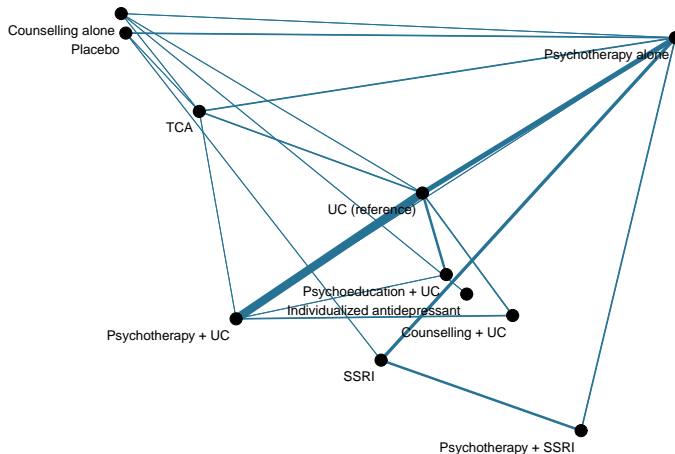 Counselling alone
Placebo
Psychotherapy alone
TCA
UC (reference)
Psychoeducation + UC
Individualized antidepressant
Psychotherapy + UC
Counselling + UC
SSRI
Psychotherapy + SSRI